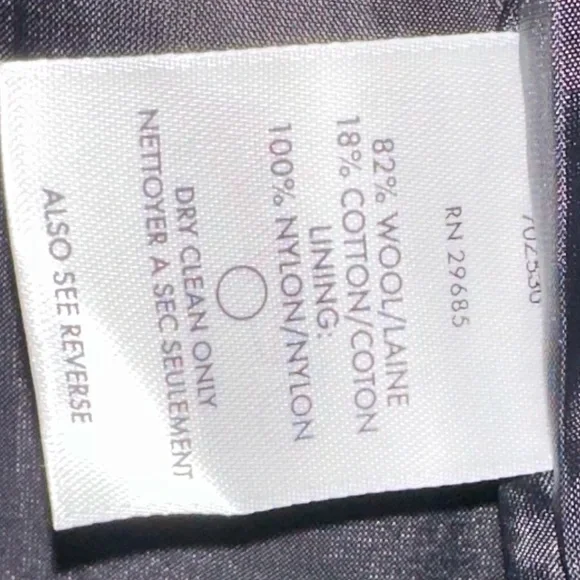 RN 29685
82% WOOL/LAINE
18% COTTON/COTON
LINING:
100% NYLON/NYLON
DRY CLEAN ONLY
NETTOYER A SEC SEULEMENT
ALSO SEE REVERSE